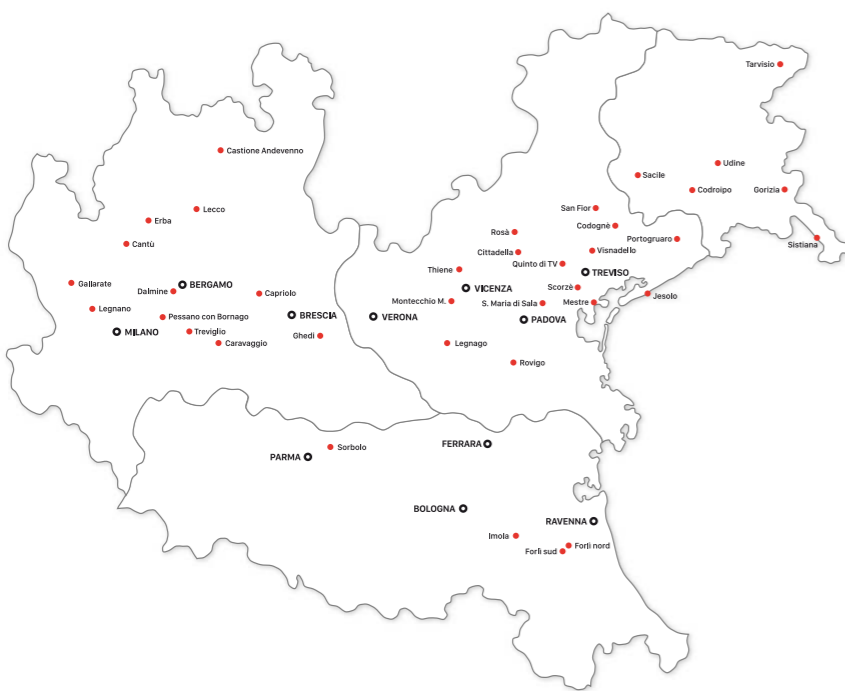 Tarvisio
Castione Andevenno
Udine
Sacile
Codroipo
Gorizia
Lecco
San Fior
Erba
Codognè
Rosà
Portogruaro
Sistiana
Cantù
Cittadella
Visnadello
Quinto di TV
Thiene
TREVISO
Gallarate
BERGAMO
Dalmine
Capriolo
VICENZA
Scorzè
Jesolo
Montecchio M.
S. Maria di Sala
Mestre
Legnano
Pessano con Bornago
BRESCIA
VERONA
PADOVA
MILANO
Treviglio
Ghedi
Caravaggio
Legnago
Rovigo
FERRARA
Sorbolo
PARMA
BOLOGNA
RAVENNA
Imola
Forlì nord
Forlì sud